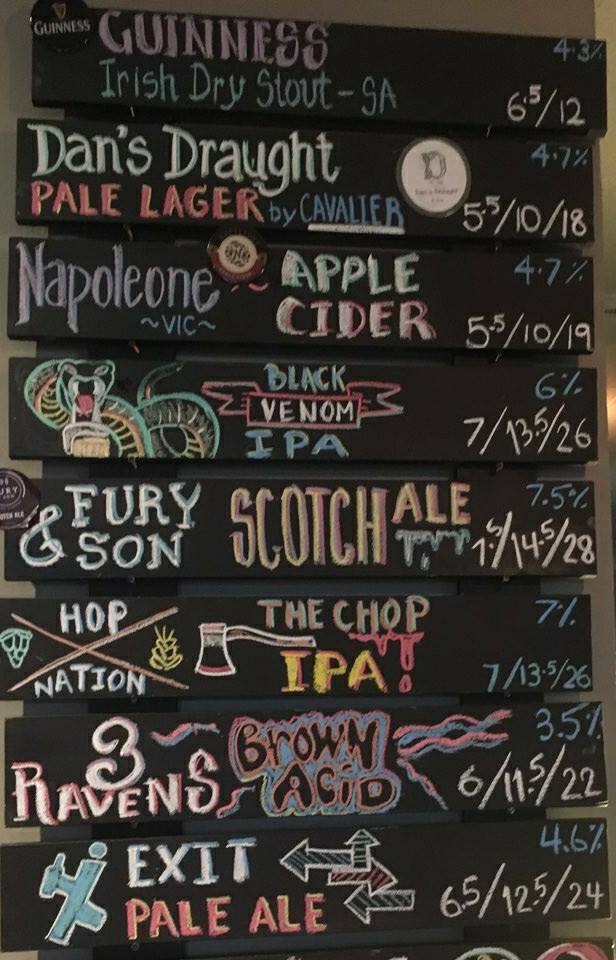 GUINNESS
GUINNESS
4.3%
Irish Dry Stout - SA
6.5/12
Dan's Draught
4.7%
PALE LAGER by CAVALIER
5.5/10/18
Napoleone
~VIC~
APPLE
CIDER
4.7%
5.5/10/19
BLACK
VENOM
IPA
6%
7/13.5/26
FURY
& SON
SCOTCH ALE
7.5%
7.5/14.5/28
HOP
NATION
THE CHOP
IPA!
7%
7/13.5/26
3
RAVENS
BROWN
ACID
3.5%
6/11.5/22
EXIT
PALE ALE
4.6%
6.5/12.5/24